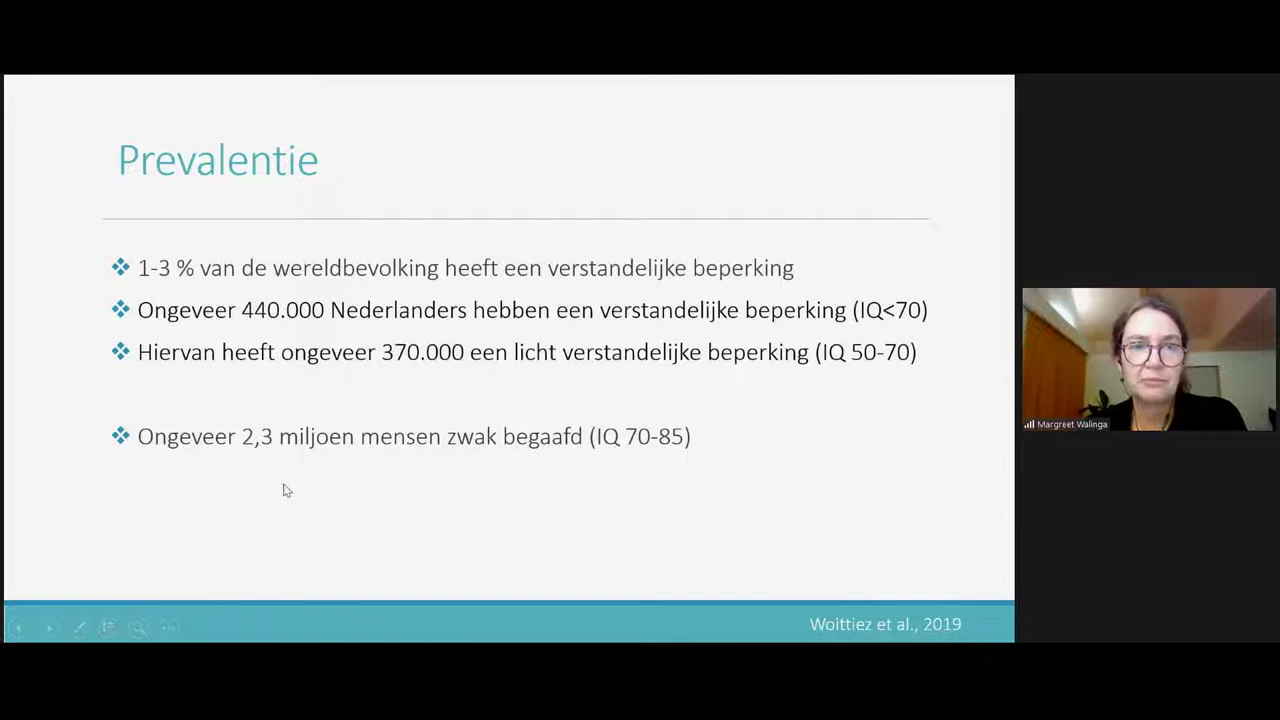 Prevalentie
1-3 % van de wereldbevolking heeft een verstandelijke beperking
Ongeveer 440.000 Nederlanders hebben een verstandelijke beperking (IQ<70)
Hiervan heeft ongeveer 370.000 een licht verstandelijke beperking (IQ 50-70)
Ongeveer 2,3 miljoen mensen zwak begaafd (IQ 70-85)
Woittiez et al., 2019
Margreet Walinga